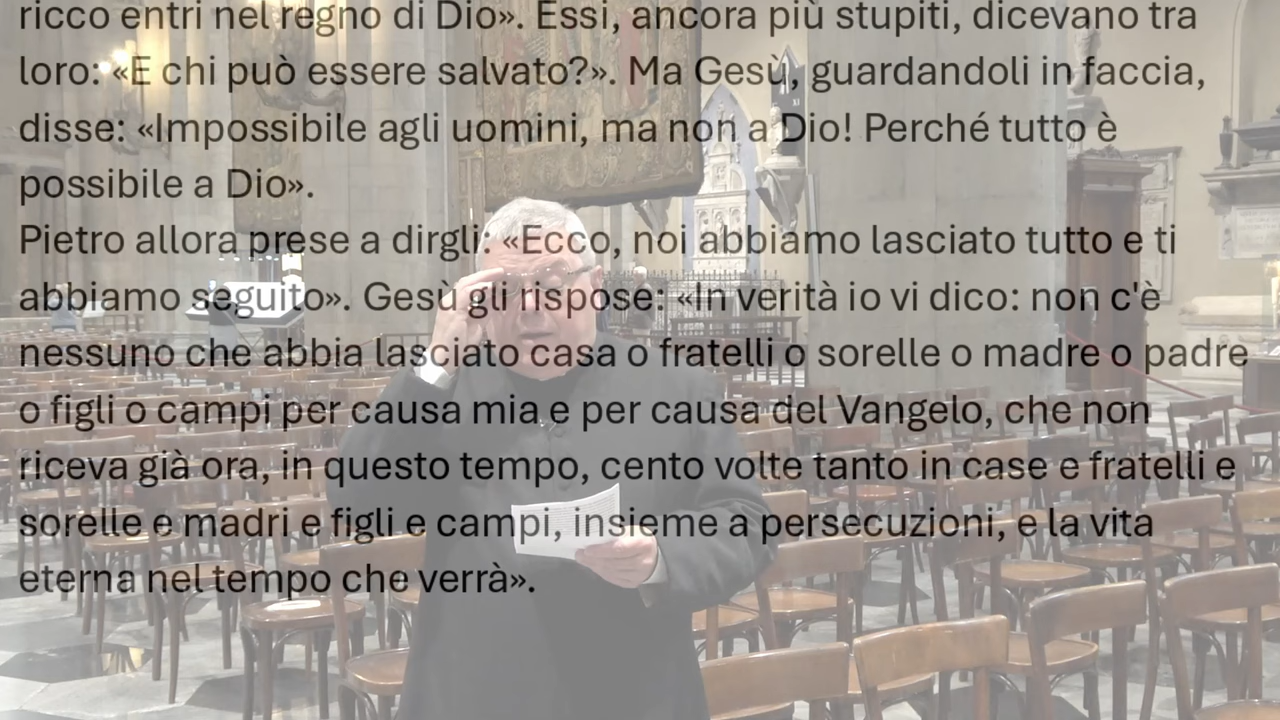 ricco entri nel regno di Dio». Essi, ancora più stupiti, dicevano tra
loro: «E chi può essere salvato?». Ma Gesù, guardandoli in faccia,
disse: «Impossibile agli uomini, ma non a Dio! Perché tutto è
possibile a Dio».
Pietro allora prese a dirgli: «Ecco, noi abbiamo lasciato tutto e ti
abbiamo seguito». Gesù gli rispose: «In verità io vi dico: non c'è
nessuno che abbia lasciato casa o fratelli o sorelle o madre o padre
o figli o campi per causa mia e per causa del Vangelo, che non
riceva già ora, in questo tempo, cento volte tanto in case e fratelli e
sorelle e madri e figli e campi, insieme a persecuzioni, e la vita
eterna nel tempo che verrà».